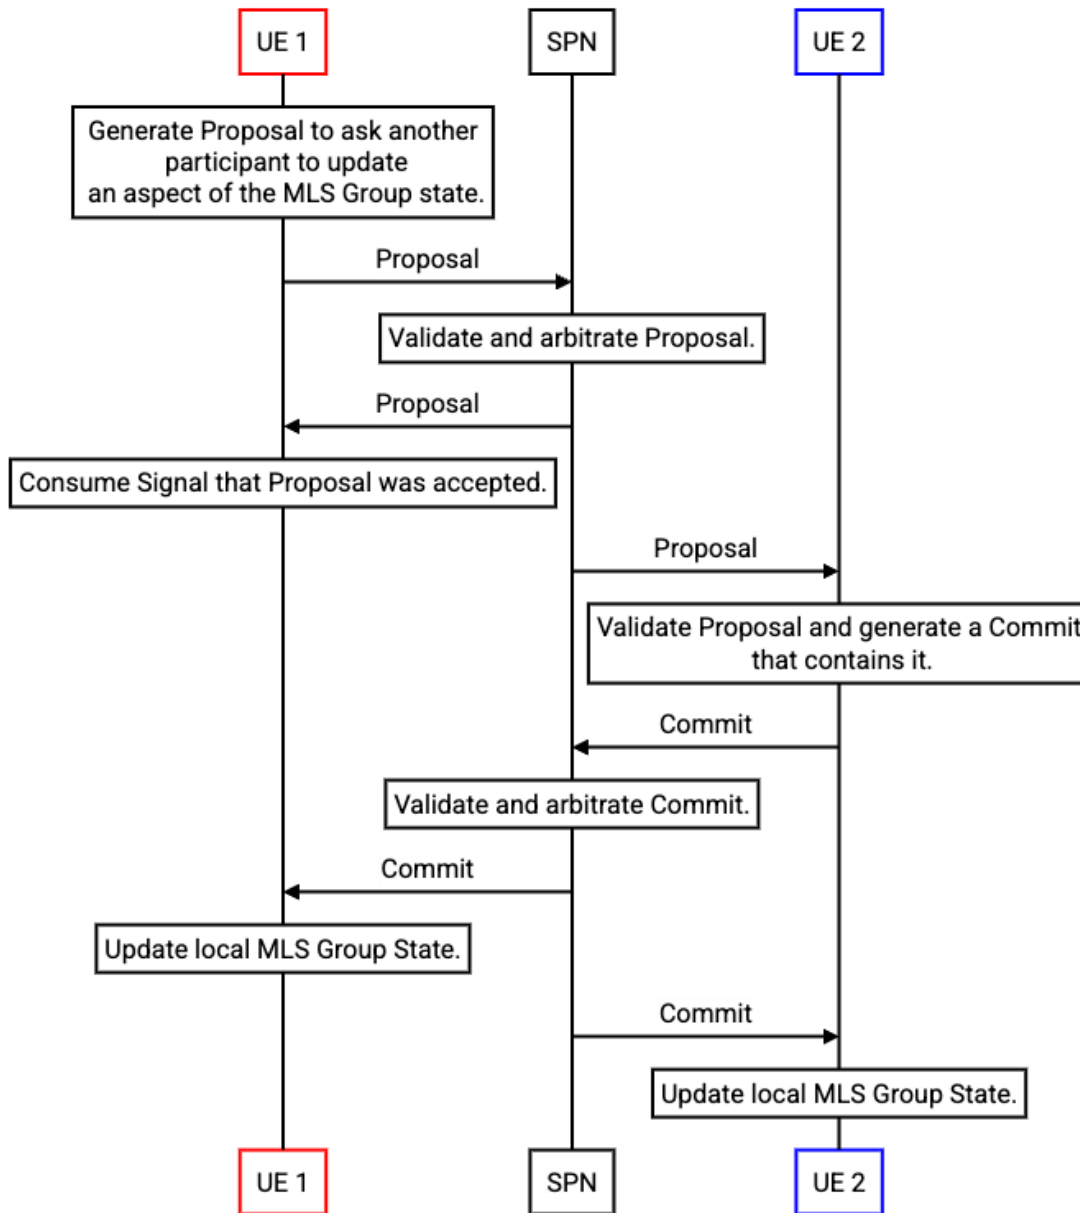 UE 1
SPN
UE 2
Generate Proposal to ask another
participant to update
an aspect of the MLS Group state.
Proposal
Validate and arbitrate Proposal.
Proposal
Consume Signal that Proposal was accepted.
Proposal
Validate Proposal and generate a Commit
that contains it.
Commit
Validate and arbitrate Commit.
Commit
Update local MLS Group State.
Commit
Update local MLS Group State.
UE 1
SPN
UE 2